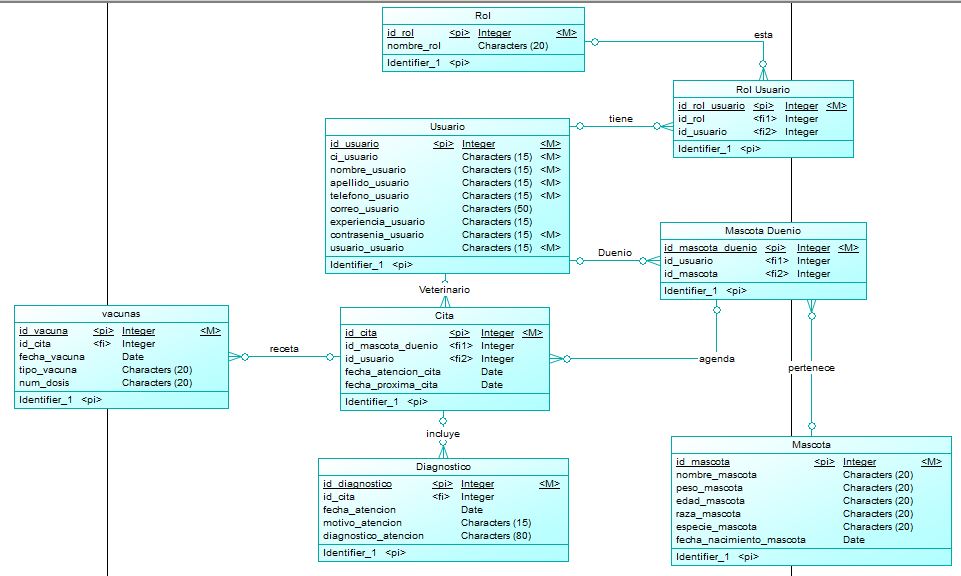 Rol
id_rol <pi> Integer <M>
nombre_rol Characters (20)
Identifier_1 <pi>
esta
Rol Usuario
id_rol_usuario <pi> Integer <M>
id_rol <fi1> Integer
id_usuario <fi2> Integer
Identifier_1 <pi>
tiene
Usuario
id_usuario <pi> Integer <M>
ci_usuario Characters (15) <M>
nombre_usuario Characters (15) <M>
apellido_usuario Characters (15) <M>
telefono_usuario Characters (15) <M>
correo_usuario Characters (50)
experiencia_usuario Characters (15)
contrasenia_usuario Characters (15) <M>
usuario_usuario Characters (15) <M>
Identifier_1 <pi>
Duenio
Mascota Duenio
id_mascota_duenio <pi> Integer <M>
id_usuario <fi1> Integer
id_mascota <fi2> Integer
Identifier_1 <pi>
Veterinario
vacunas
id_vacuna <pi> Integer <M>
id_cita <fi> Integer
fecha_vacuna Date
tipo_vacuna Characters (20)
num_dosis Characters (20)
Identifier_1 <pi>
receta
Cita
id_cita <pi> Integer <M>
id_mascota_duenio <fi1> Integer
id_usuario <fi2> Integer
fecha_atencion_cita Date
fecha_proxima_cita Date
Identifier_1 <pi>
agenda
pertenece
incluye
Diagnostico
id_diagnostico <pi> Integer <M>
id_cita <fi> Integer
fecha_atencion Date
motivo_atencion Characters (15)
diagnostico_atencion Characters (80)
Identifier_1 <pi>
Mascota
id_mascota <pi> Integer <M>
nombre_mascota Characters (20)
peso_mascota Characters (20)
edad_mascota Characters (20)
raza_mascota Characters (20)
especie_mascota Characters (20)
fecha_nacimiento_mascota Date
Identifier_1 <pi>